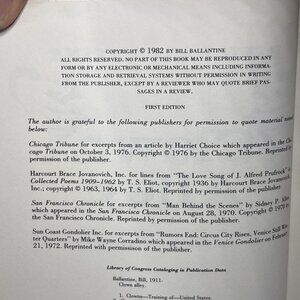 COPYRIGHT © 1982 BY BILL BALLANTINE
ALL RIGHTS RESERVED. NO PART OF THIS BOOK MAY BE REPRODUCED IN ANY
FORM OR BY ANY ELECTRONIC OR MECHANICAL MEANS INCLUDING INFORMA-
TION STORAGE AND RETRIEVAL SYSTEMS WITHOUT PERMISSION IN WRITING
FROM THE PUBLISHER, EXCEPT BY A REVIEWER WHO MAY QUOTE BRIEF PAS-
SAGES IN A REVIEW.
FIRST EDITION
The author is grateful to the following publishers for permission to quote material
below:
Chicago Tribune for excerpts from an article by Harriet Choice which appeared in the Chi-
cago Tribune on October 3, 1976. Copyright © 1976 by the Chicago Tribune. Reprinted
permission of the publisher.
Harcourt Brace Jovanovich, Inc. for lines from "The Love Song of J. Alfred Prufrock" in
Collected Poems 1909–1962 by T. S. Eliot, copyright 1936 by Harcourt Brace Jovanovich,
Inc.; copyright © 1963, 1964 by T. S. Eliot. Reprinted by permission of the publisher.
San Francisco Chronicle for excerpts from "Man Behind the Scenes" by Sidney P.
which appeared in the San Francisco Chronicle on August 28, 1970. Copyright © 1970
the San Francisco Chronicle. Reprinted with permission of the publisher.
Sun Coast Gondolier Inc. for excerpts from "Rumors End: Circus City Rises, Venice Still Win-
ter Quarters" by Mike Wayne Corradino which appeared in the Venice Gondolier on February
21, 1972. Reprinted with permission of the publisher.
Library of Congress Cataloging in Publication Data
Ballantine, Bill, 1911-
Clown alley.
1. Clowns—Training of—United States.